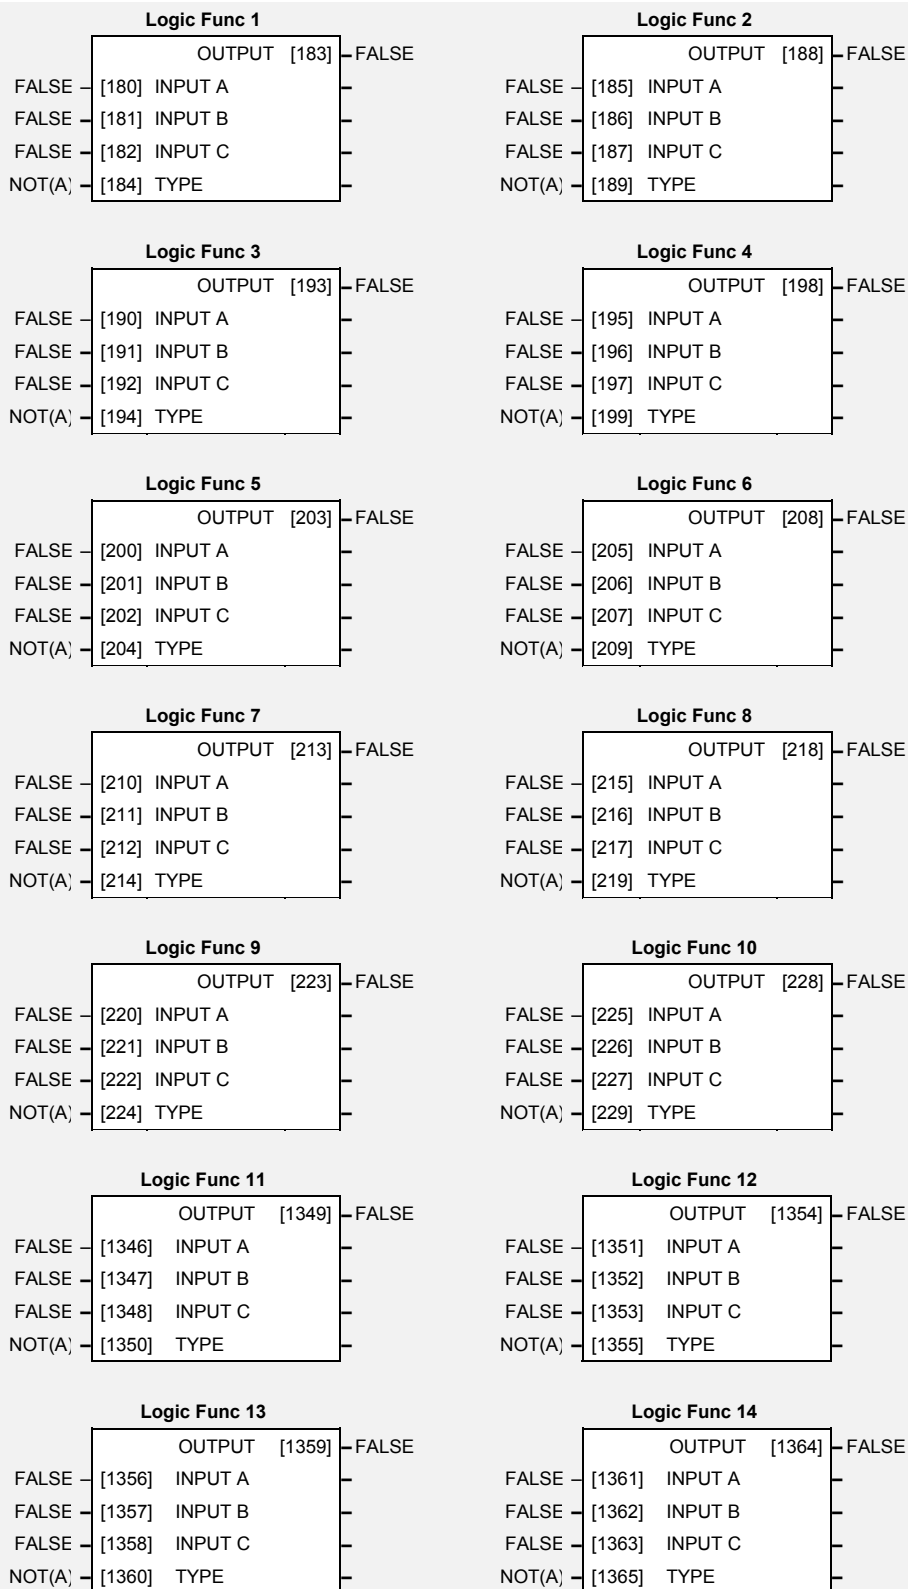 Logic Func 1
OUTPUT [183] FALSE
FALSE [180] INPUT A
FALSE [181] INPUT B
FALSE [182] INPUT C
NOT(A) [184] TYPE
Logic Func 2
OUTPUT [188] FALSE
FALSE [185] INPUT A
FALSE [186] INPUT B
FALSE [187] INPUT C
NOT(A) [189] TYPE
Logic Func 3
OUTPUT [193] FALSE
FALSE [190] INPUT A
FALSE [191] INPUT B
FALSE [192] INPUT C
NOT(A) [194] TYPE
Logic Func 4
OUTPUT [198] FALSE
FALSE [195] INPUT A
FALSE [196] INPUT B
FALSE [197] INPUT C
NOT(A) [199] TYPE
Logic Func 5
OUTPUT [203] FALSE
FALSE [200] INPUT A
FALSE [201] INPUT B
FALSE [202] INPUT C
NOT(A) [204] TYPE
Logic Func 6
OUTPUT [208] FALSE
FALSE [205] INPUT A
FALSE [206] INPUT B
FALSE [207] INPUT C
NOT(A) [209] TYPE
Logic Func 7
OUTPUT [213] FALSE
FALSE [210] INPUT A
FALSE [211] INPUT B
FALSE [212] INPUT C
NOT(A) [214] TYPE
Logic Func 8
OUTPUT [218] FALSE
FALSE [215] INPUT A
FALSE [216] INPUT B
FALSE [217] INPUT C
NOT(A) [219] TYPE
Logic Func 9
OUTPUT [223] FALSE
FALSE [220] INPUT A
FALSE [221] INPUT B
FALSE [222] INPUT C
NOT(A) [224] TYPE
Logic Func 10
OUTPUT [228] FALSE
FALSE [225] INPUT A
FALSE [226] INPUT B
FALSE [227] INPUT C
NOT(A) [229] TYPE
Logic Func 11
OUTPUT [1349] FALSE
FALSE [1346] INPUT A
FALSE [1347] INPUT B
FALSE [1348] INPUT C
NOT(A) [1350] TYPE
Logic Func 12
OUTPUT [1354] FALSE
FALSE [1351] INPUT A
FALSE [1352] INPUT B
FALSE [1353] INPUT C
NOT(A) [1355] TYPE
Logic Func 13
OUTPUT [1359] FALSE
FALSE [1356] INPUT A
FALSE [1357] INPUT B
FALSE [1358] INPUT C
NOT(A) [1360] TYPE
Logic Func 14
OUTPUT [1364] FALSE
FALSE [1361] INPUT A
FALSE [1362] INPUT B
FALSE [1363] INPUT C
NOT(A) [1365] TYPE